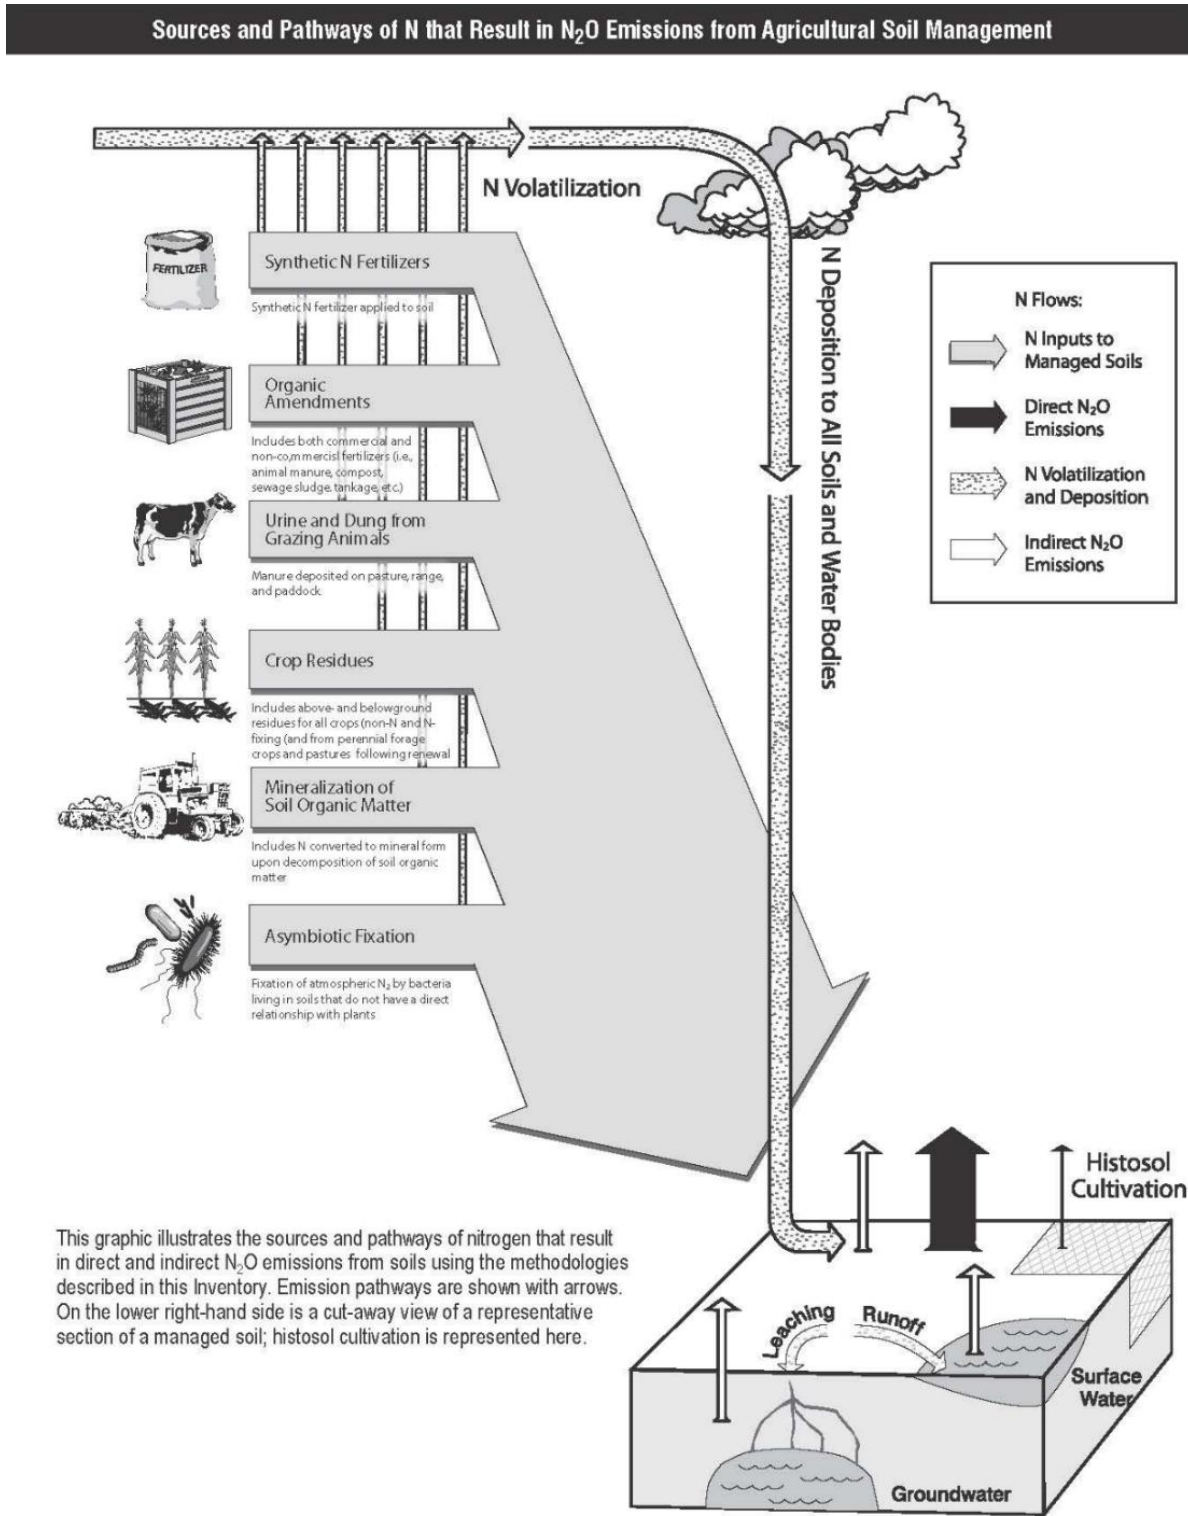 Sources and Pathways of N that Result in N₂O Emissions from Agricultural Soil Management
N Volatilization
FERTILIZER
Synthetic N Fertilizers
Synthetic N fertilizer applied to soil
Organic
Amendments
Includes both commercial and
non-co,mmercisl fertilizers (i.e.,
animal manure, compost,
sewage sludge. tankage, etc.)
Urine and Dung from
Grazing Animals
Manure deposited on pasture, range,
and paddock
Crop Residues
Includes above- and belowground
residues for all crops (non-N and N-
fixing (and from perennial forage
crops and pastures following renewal
Mineralization of
Soil Organic Matter
Includes N converted to mineral form
upon decomposition of soil organic
matter
Asymbiotic Fixation
Fixation of atmospheric N₂ by bacteria
living in soils that do not have a direct
relationship with plants
N Deposition to All Soils and Water Bodies
N Flows:
N Inputs to
Managed Soils
Direct N₂O
Emissions
N Volatilization
and Deposition
Indirect N₂O
Emissions
This graphic illustrates the sources and pathways of nitrogen that result
in direct and indirect N₂O emissions from soils using the methodologies
described in this Inventory. Emission pathways are shown with arrows.
On the lower right-hand side is a cut-away view of a representative
section of a managed soil; histosol cultivation is represented here.
Histosol
Cultivation
Leaching
Runoff
Surface
Water
Groundwater